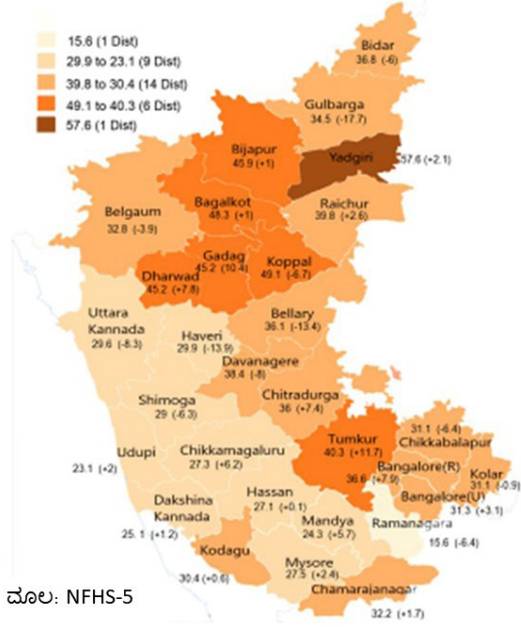 15.6 (1 Dist)
29.9 to 23.1 (9 Dist)
39.8 to 30.4 (14 Dist)
49.1 to 40.3 (6 Dist)
57.6 (1 Dist)
Bidar
36.8 (-6)
Gulbarga
34.5 (-17.7)
Bijapur
45.9 (+1)
Yadgiri
57.6 (+2.1)
Bagalkot
48.3 (+1)
Raichur
39.8 (+2.6)
Belgaum
32.8 (-3.9)
Gadag
45.2 (10.4)
Koppal
49.1 (-6.7)
Dharwad
45.2 (+7.8)
Uttara
Kannada
29.6 (-8.3)
Haveri
29.9 (-13.9)
Bellary
36.1 (-13.4)
Davanagere
38.4 (-8)
Chitradurga
36 (+7.4)
Shimoga
29 (-6.3)
Tumkur
40.3 (+11.7)
31.1 (-6.4)
Chikkabalapur
Udupi
23.1 (+2)
Chikkamagaluru
27.3 (+6.2)
Bangalore(R)
36.6 (+7.9)
Kolar
31.1 (-0.9)
Bangalore(U)
31.3 (+3.1)
Hassan
27.1 (+0.1)
Dakshina
Kannada
25. 1 (+1.2)
Mandya
24.3 (+5.7)
Ramanagara
15.6 (-6.4)
Kodagu
30.4 (+0.6)
Mysore
27.5 (+2.4)
Chamarajanagar
32.2 (+1.7)
ಮೂಲ: NFHS-5